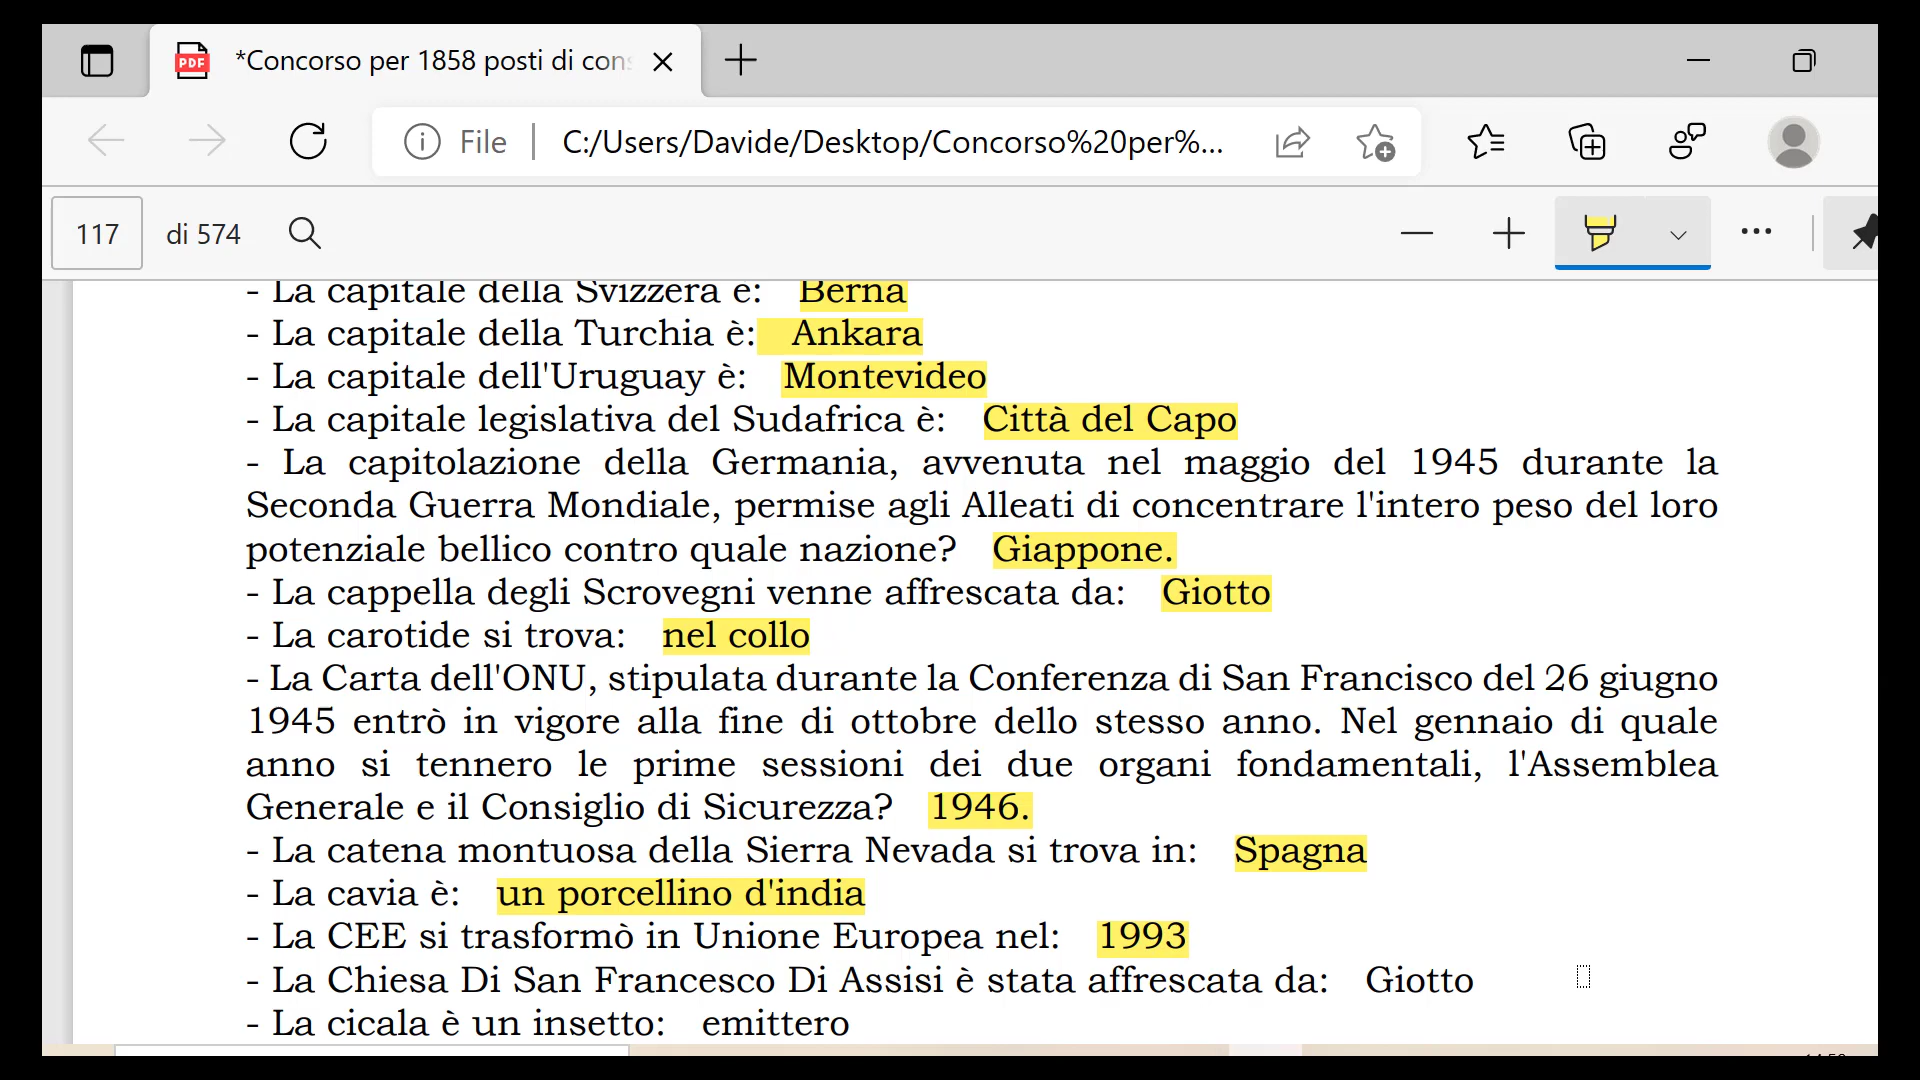 PDF
*Concorso per 1858 posti di con
File
C:/Users/Davide/Desktop/Concorso%20per%...
117
di 574
- La capitale della Svizzera è: Berna
- La capitale della Turchia è: Ankara
- La capitale dell'Uruguay è: Montevideo
- La capitale legislativa del Sudafrica è: Città del Capo
- La capitolazione della Germania, avvenuta nel maggio del 1945 durante la
Seconda Guerra Mondiale, permise agli Alleati di concentrare l'intero peso del loro
potenziale bellico contro quale nazione? Giappone.
- La cappella degli Scrovegni venne affrescata da: Giotto
- La carotide si trova: nel collo
- La Carta dell'ONU, stipulata durante la Conferenza di San Francisco del 26 giugno
1945 entrò in vigore alla fine di ottobre dello stesso anno. Nel gennaio di quale
anno si tennero le prime sessioni dei due organi fondamentali, l'Assemblea
Generale e il Consiglio di Sicurezza? 1946.
- La catena montuosa della Sierra Nevada si trova in: Spagna
- La cavia è: un porcellino d'india
- La CEE si trasformò in Unione Europea nel: 1993
- La Chiesa Di San Francesco Di Assisi è stata affrescata da: Giotto
- La cicala è un insetto: emittero